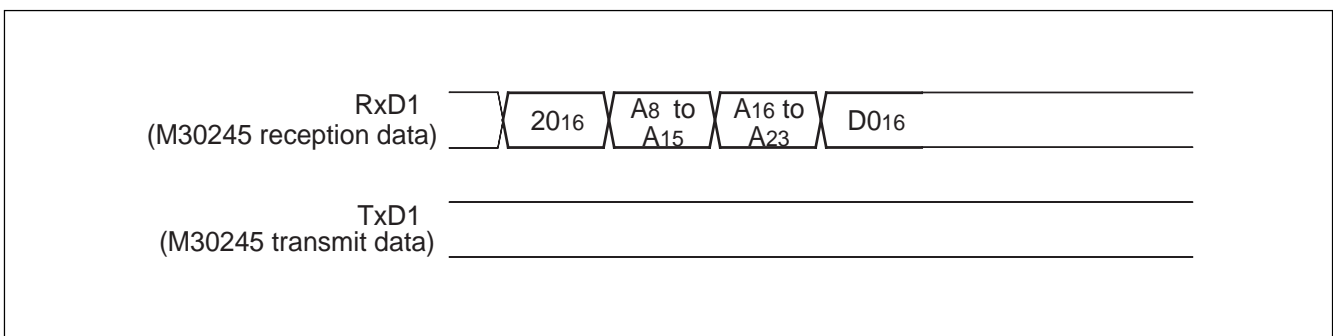 RxD1
(M30245 reception data)
2016
A8 to
A15
A16 to
A23
D016
TxD1
(M30245 transmit data)